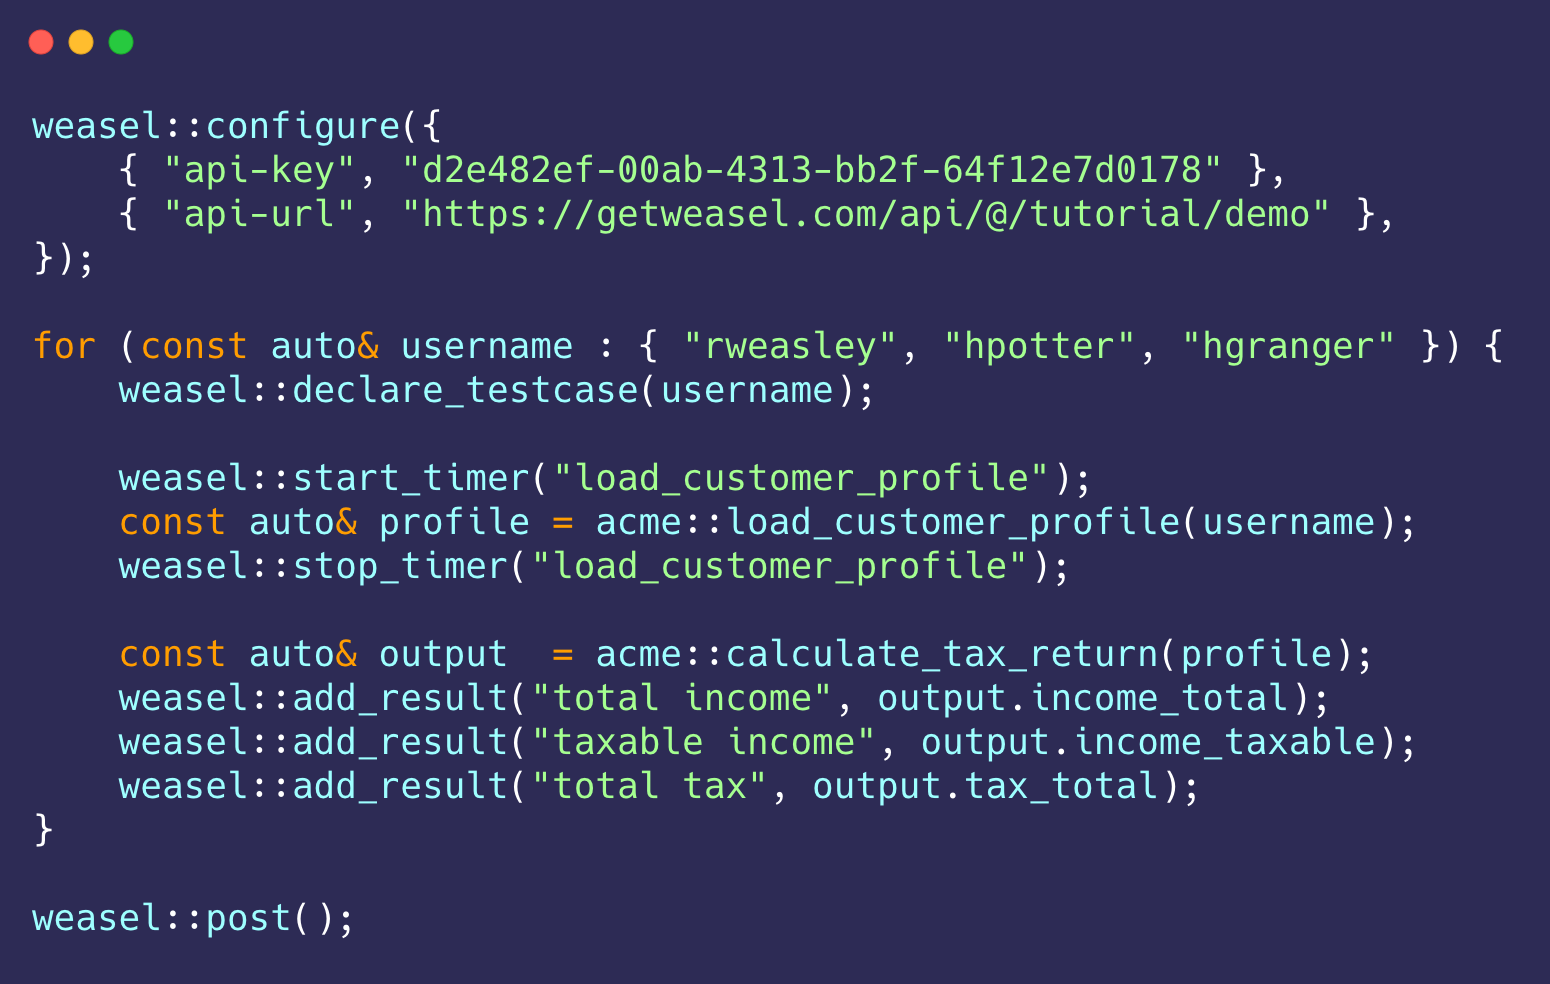 weasel::configure({
    { "api-key", "d2e482ef-00ab-4313-bb2f-64f12e7d0178" },
    { "api-url", "https://getweasel.com/api/@/tutorial/demo" },
});

for (const auto& username : { "rweasley", "hpotter", "hgranger" }) {
    weasel::declare_testcase(username);

    weasel::start_timer("load_customer_profile");
    const auto& profile = acme::load_customer_profile(username);
    weasel::stop_timer("load_customer_profile");

    const auto& output  = acme::calculate_tax_return(profile);
    weasel::add_result("total income", output.income_total);
    weasel::add_result("taxable income", output.income_taxable);
    weasel::add_result("total tax", output.tax_total);
}

weasel::post();